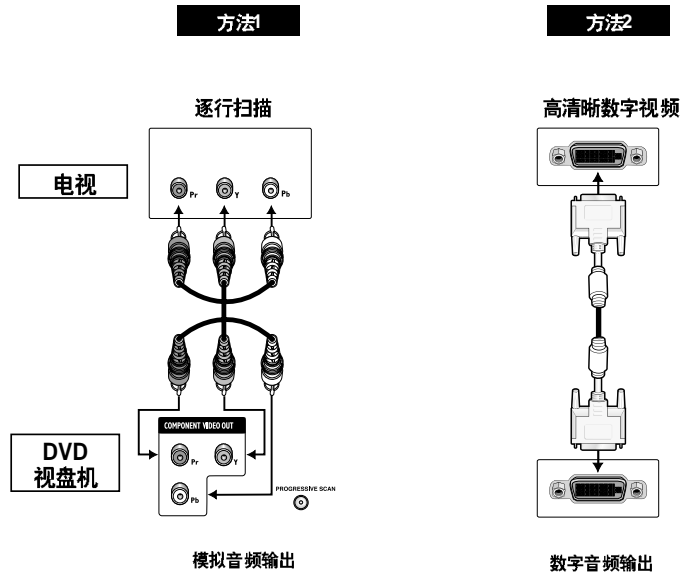 方法1
方法2
逐行扫描
高清晰数字视频
电视
Pr
Y
Pb
COMPONENT VIDEO OUT
DVD
视盘机
Pr
Y
Pb
PROGRESSIVE SCAN
模拟音频输出
数字音频输出